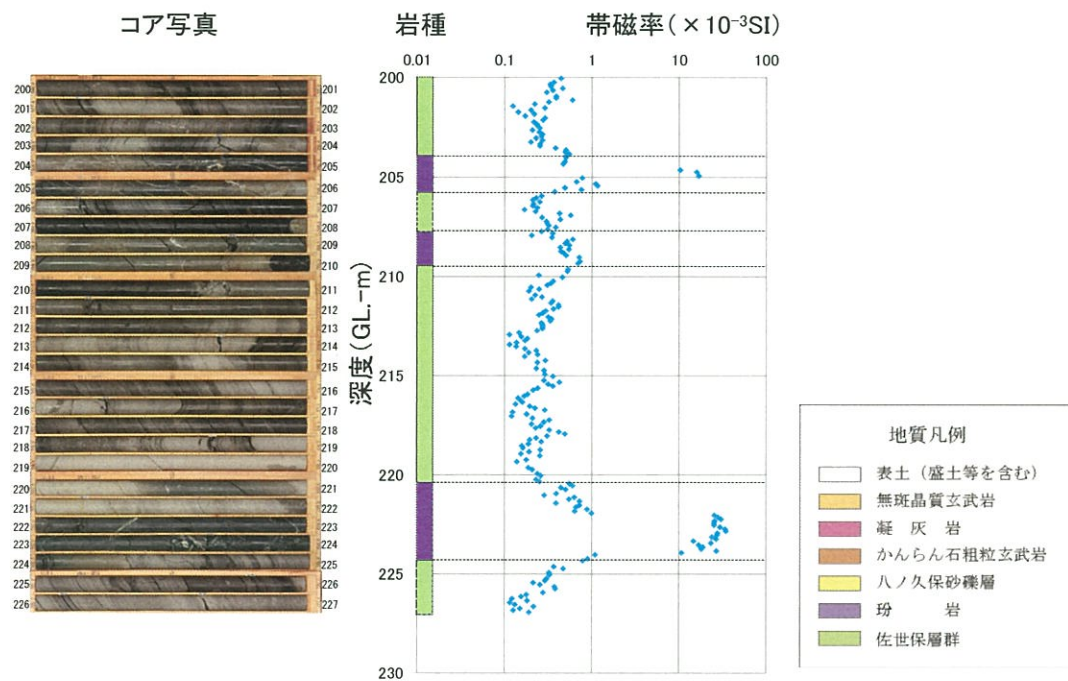 コア写真
岩種
帯磁率(×10⁻³SI)
0.01 0.1 1 10 100
深度(GL.-m)
200
205
210
215
220
225
230
200 201
201 202
202 203
203 204
204 205
205 206
206 207
207 208
208 209
209 210
210 211
211 212
212 213
213 214
214 215
215 216
216 217
217 218
218 219
219 220
220 221
221 222
222 223
223 224
224 225
225 226
226 227
地質凡例
表土(盛土等を含む)
無斑晶質玄武岩
凝 灰 岩
かんらん石粗粒玄武岩
八ノ久保砂礫層
玢 岩
佐世保層群